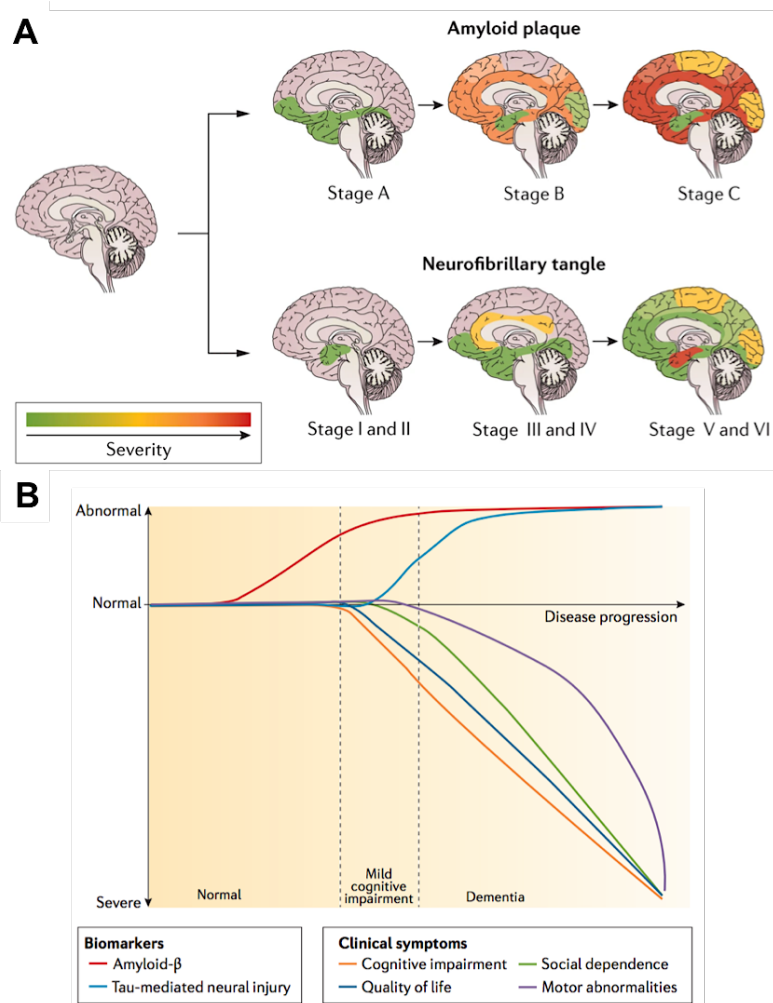 A
Amyloid plaque
Stage A
Stage B
Stage C
Neurofibrillary tangle
Stage I and II
Stage III and IV
Stage V and VI
Severity
B
Abnormal
Normal
Disease progression
Severe
Normal
Mild
cognitive
impairment
Dementia
Biomarkers
Amyloid-β
Tau-mediated neural injury
Clinical symptoms
Cognitive impairment
Social dependence
Quality of life
Motor abnormalities